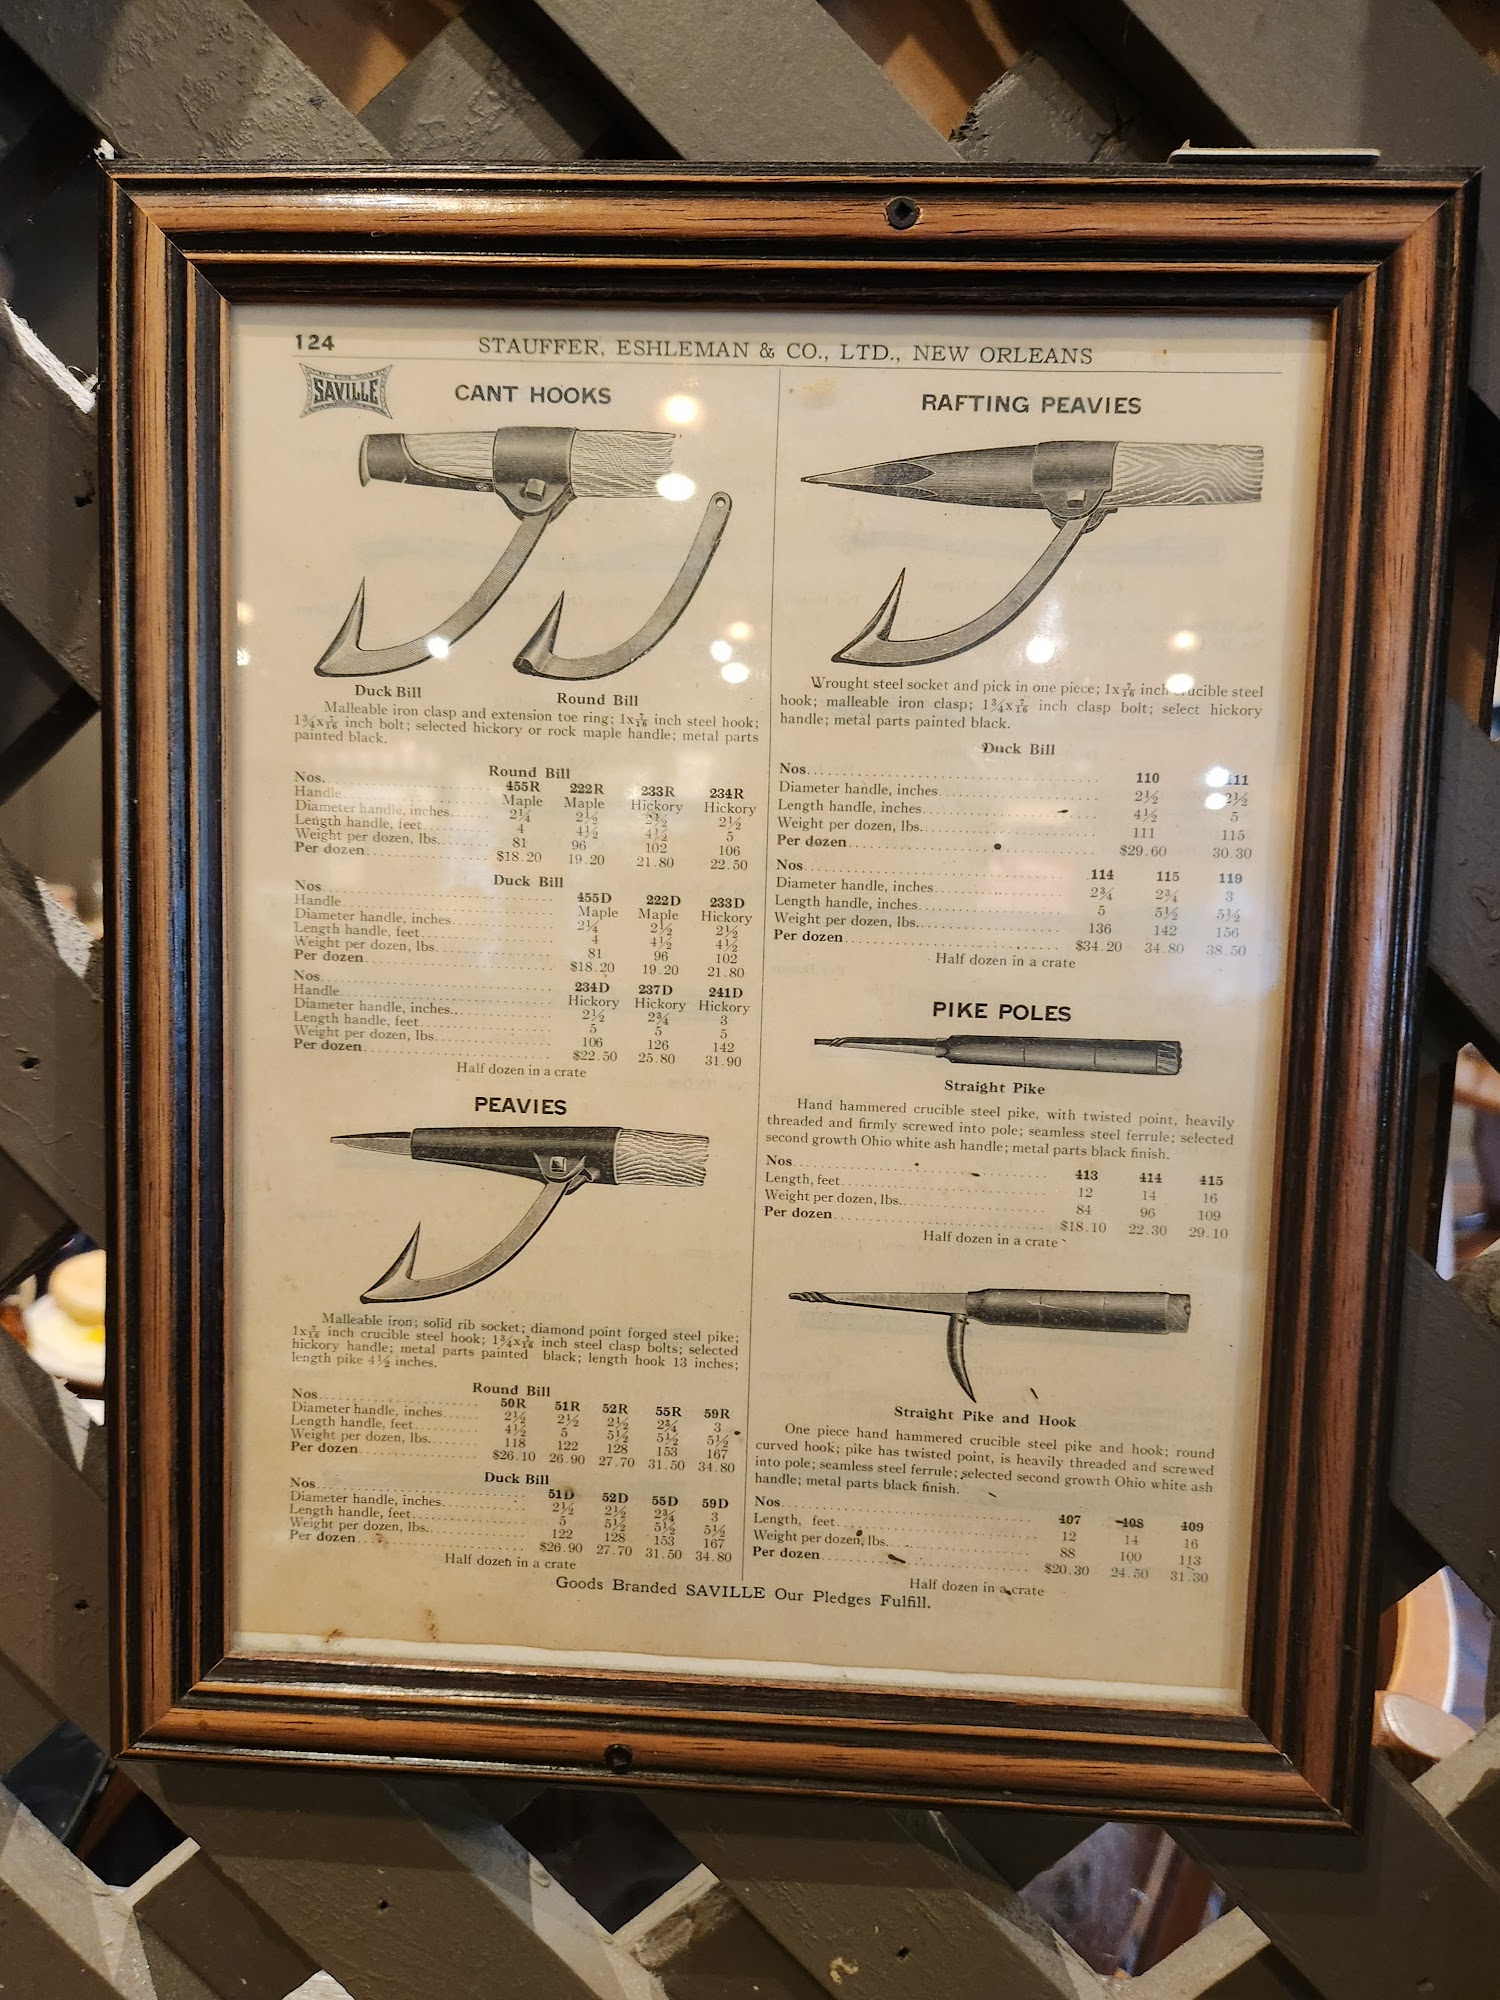 124
STAUFFER, ESHLEMAN & CO., LTD., NEW ORLEANS
SAVILLE
CANT HOOKS
Duck Bill
Round Bill
Malleable iron clasp and extension toe ring; 1x7/16 inch steel hook;
1¾x7/16 inch bolt; selected hickory or rock maple handle; metal parts
painted black.
Round Bill
Nos. 455R 222R 233R 234R
Handle Maple Maple Hickory Hickory
Diameter handle, inches 2¼ 2½ 2½ 2½
Length handle, feet 4 4½ 4½ 5
Weight per dozen, lbs. 81 96 102 106
Per dozen $18.20 19.20 21.80 22.50
Duck Bill
Nos. 455D 222D 233D
Handle Maple Maple Hickory
Diameter handle, inches 2¼ 2½ 2½
Length handle, feet 4 4½ 4½
Weight per dozen, lbs. 81 96 102
Per dozen $18.20 19.20 21.80
Nos. 234D 237D 241D
Handle Hickory Hickory Hickory
Diameter handle, inches 2½ 2¾ 3
Length handle, feet 5 5 5
Weight per dozen, lbs. 106 126 142
Per dozen $22.50 25.80 31.90
Half dozen in a crate
PEAVIES
Malleable iron; solid rib socket; diamond point forged steel pike;
1x7/16 inch crucible steel hook; 1¾x7/16 inch steel clasp bolts; selected
hickory handle; metal parts painted black; length hook 13 inches;
length pike 4½ inches.
Round Bill
Nos. 50R 51R 52R 55R 59R
Diameter handle, inches 2½ 2½ 2½ 2¾ 3
Length handle, feet 4½ 5 5½ 5½ 5½
Weight per dozen, lbs. 118 122 128 153 167
Per dozen $26.10 26.90 27.70 31.50 34.80
Duck Bill
Nos. 51D 52D 55D 59D
Diameter handle, inches 2½ 2½ 2¾ 3
Length handle, feet 5 5½ 5½ 5½
Weight per dozen, lbs. 122 128 153 167
Per dozen $26.90 27.70 31.50 34.80
Half dozen in a crate
RAFTING PEAVIES
Wrought steel socket and pick in one piece; 1x7/16 inch crucible steel
hook; malleable iron clasp; 1¾x7/16 inch clasp bolt; select hickory
handle; metal parts painted black.
Duck Bill
Nos. 110 111
Diameter handle, inches 2½ 2½
Length handle, inches 4½ 5
Weight per dozen, lbs. 111 115
Per dozen $29.60 30.30
Nos. 114 115 119
Diameter handle, inches 2¾ 2¾ 3
Length handle, inches 5 5½ 5½
Weight per dozen, lbs. 136 142 156
Per dozen $34.20 34.80 38.50
Half dozen in a crate
PIKE POLES
Straight Pike
Hand hammered crucible steel pike, with twisted point, heavily
threaded and firmly screwed into pole; seamless steel ferrule; selected
second growth Ohio white ash handle; metal parts black finish.
Nos. 413 414 415
Length, feet 12 14 16
Weight per dozen, lbs. 84 96 109
Per dozen $18.10 22.30 29.10
Half dozen in a crate
Straight Pike and Hook
One piece hand hammered crucible steel pike and hook; round
curved hook; pike has twisted point, is heavily threaded and screwed
into pole; seamless steel ferrule; selected second growth Ohio white ash
handle; metal parts black finish.
Nos. 407 408 409
Length, feet 12 14 16
Weight per dozen, lbs. 88 100 113
Per dozen $20.30 24.50 31.30
Half dozen in a crate
Goods Branded SAVILLE Our Pledges Fulfill.